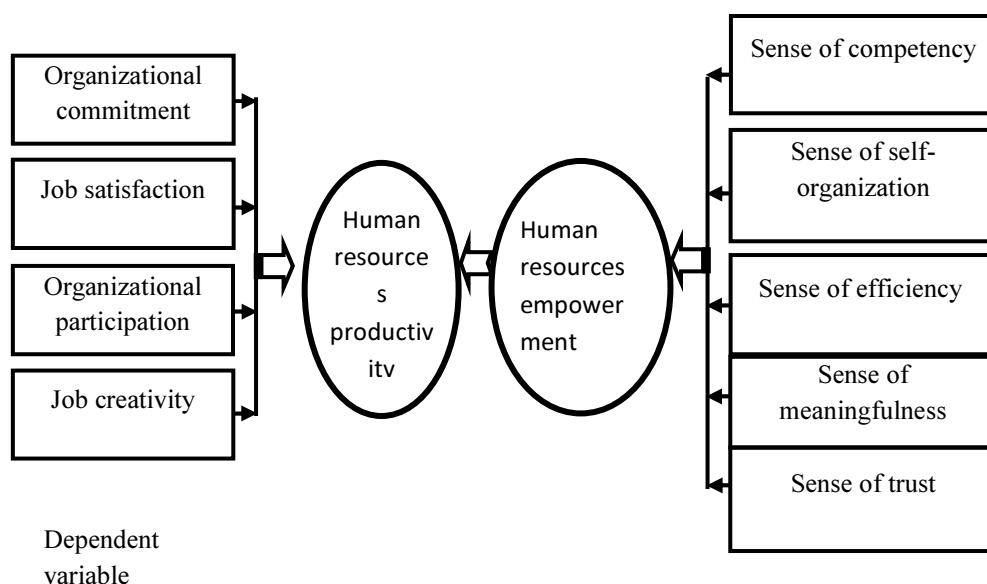 Organizational
commitment
Job satisfaction
Organizational
participation
Job creativity
Dependent
variable
Human
resource
s
productiv
itv
Human
resources
empower
ment
Sense of competency
Sense of self-
organization
Sense of efficiency
Sense of
meaningfulness
Sense of trust